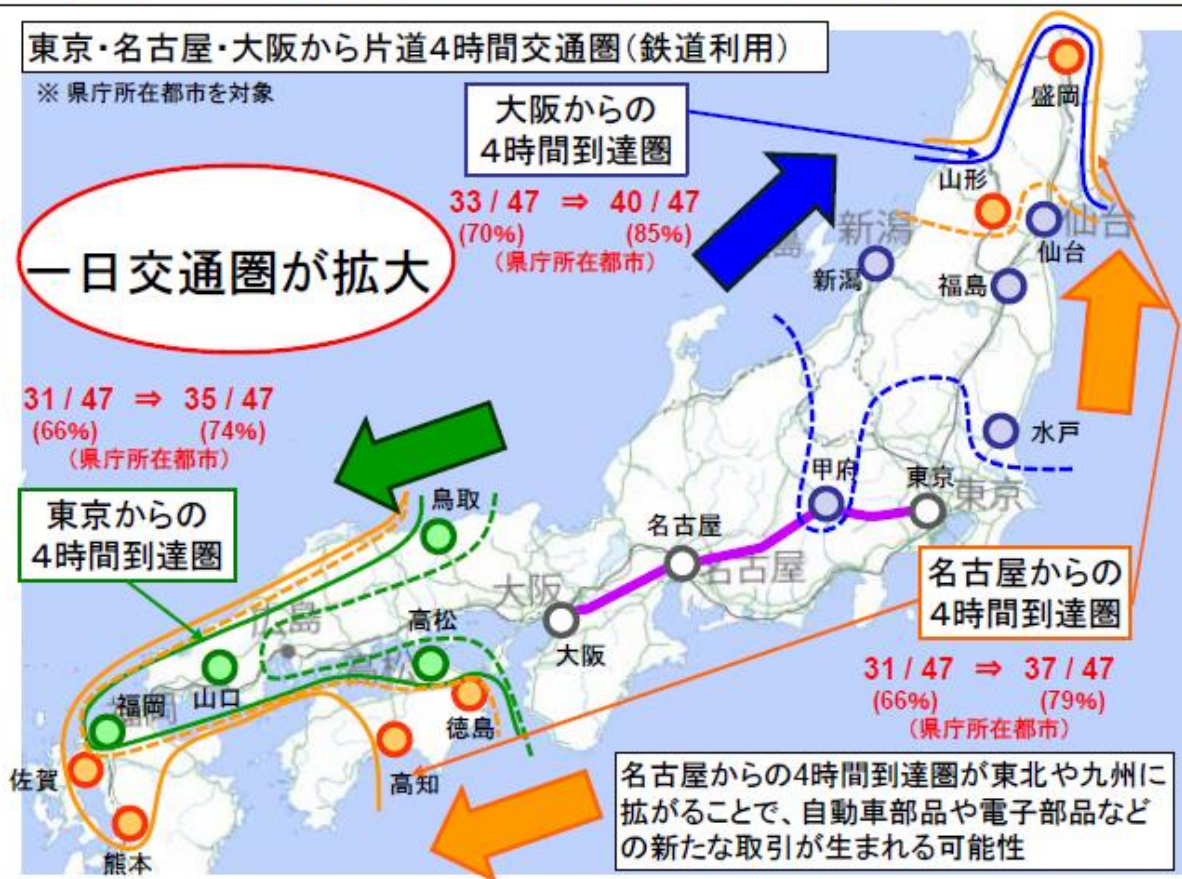 東京・名古屋・大阪から片道4時間交通圏(鉄道利用)
※ 県庁所在都市を対象
大阪からの
4時間到達圏
33 / 47 ⇒ 40 / 47
(70%) (85%)
(県庁所在都市)
一日交通圏が拡大
31 / 47 ⇒ 35 / 47
(66%) (74%)
(県庁所在都市)
東京からの
4時間到達圏
盛岡
山形
仙台
仙台
新潟
新潟
福島
水戸
甲府
東京
東京
名古屋
名古屋
大阪
大阪
鳥取
広島
高松
高松
山口
福岡
福岡
徳島
高知
佐賀
熊本
名古屋からの
4時間到達圏
31 / 47 ⇒ 37 / 47
(66%) (79%)
(県庁所在都市)
名古屋からの4時間到達圏が東北や九州に
拡がることで、自動車部品や電子部品など
の新たな取引が生まれる可能性